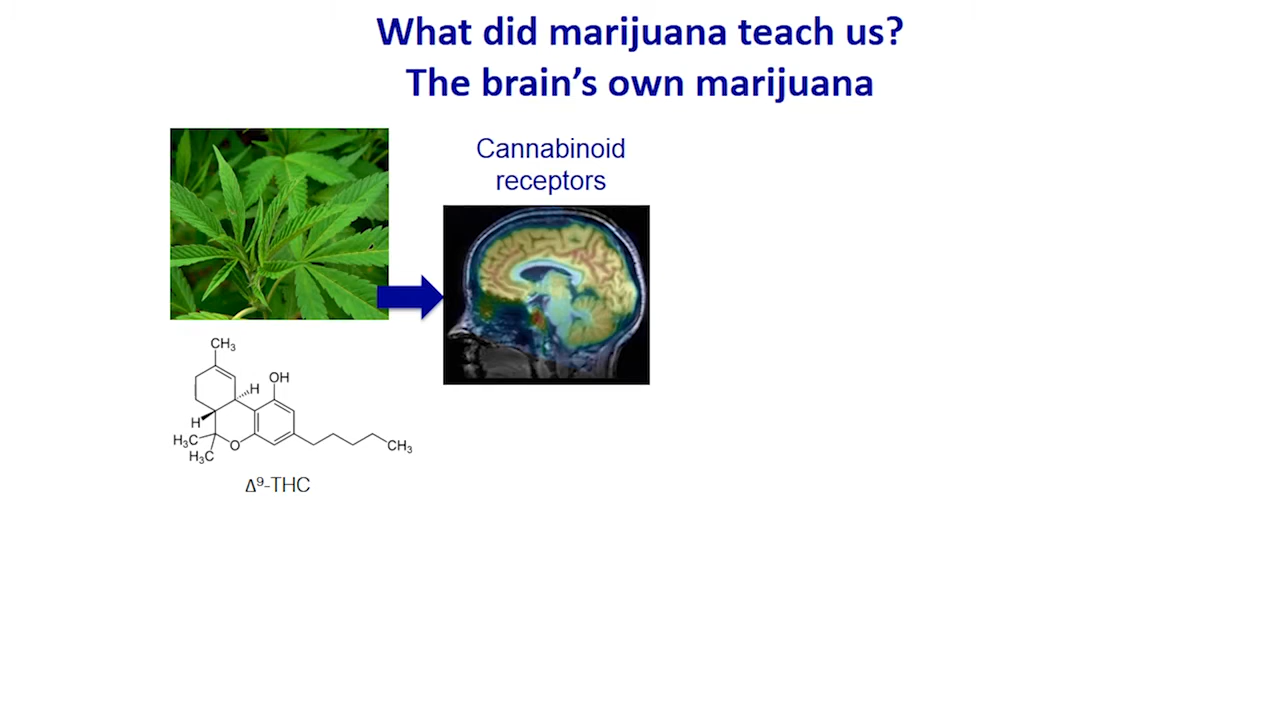 What did marijuana teach us?
The brain’s own marijuana
Cannabinoid
receptors
CH₃
OH
H
H
H₃C
O
H₃C
CH₃
Δ⁹-THC